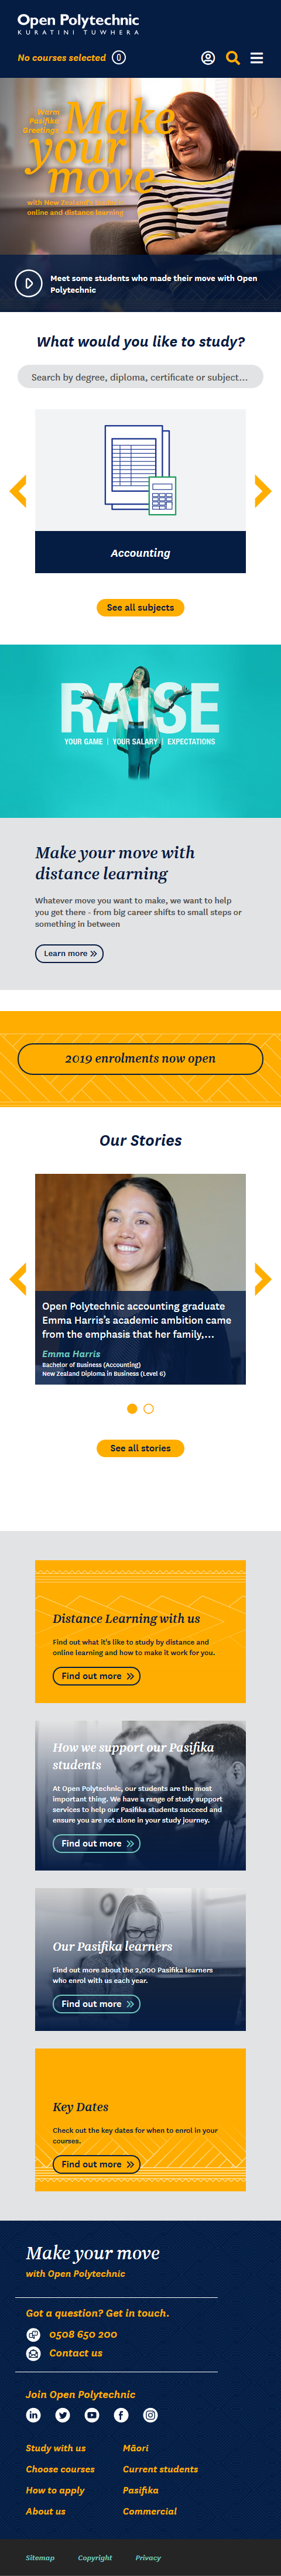 Open Polytechnic
KURATINI TUWHERA
No courses selected 0
Warm
Pasifika
Greetings
Make
your
move
with New Zealand's
online and distance learning
Meet some students who made their move with Open
Polytechnic
What would you like to study?
Search by degree, diploma, certificate or subject...
Accounting
See all subjects
RAISE
YOUR GAME | YOUR SALARY | EXPECTATIONS
Make your move with
distance learning
Whatever move you want to make, we want to help
you get there - from big career shifts to small steps or
something in between
Learn more »
2019 enrolments now open
Our Stories
Open Polytechnic accounting graduate
Emma Harris's academic ambition came
from the emphasis that her family,...
Emma Harris
Bachelor of Business (Accounting)
New Zealand Diploma in Business (Level 6)
See all stories
Distance Learning with us
Find out what it's like to study by distance and
online learning and how to make it work for you.
Find out more »
How we support our Pasifika
students
At Open Polytechnic, our students are the most
important thing. We have a range of study support
services to help our Pasifika students succeed and
ensure you are not alone in your study journey.
Find out more »
Our Pasifika learners
Find out more about the 2,000 Pasifika learners
who enrol with us each year.
Find out more »
Key Dates
Check out the key dates for when to enrol in your
courses.
Find out more »
Make your move
with Open Polytechnic
Got a question? Get in touch.
0508 650 200
Contact us
Join Open Polytechnic
Study with us Māori
Choose courses Current students
How to apply Pasifika
About us Commercial
Sitemap Copyright Privacy